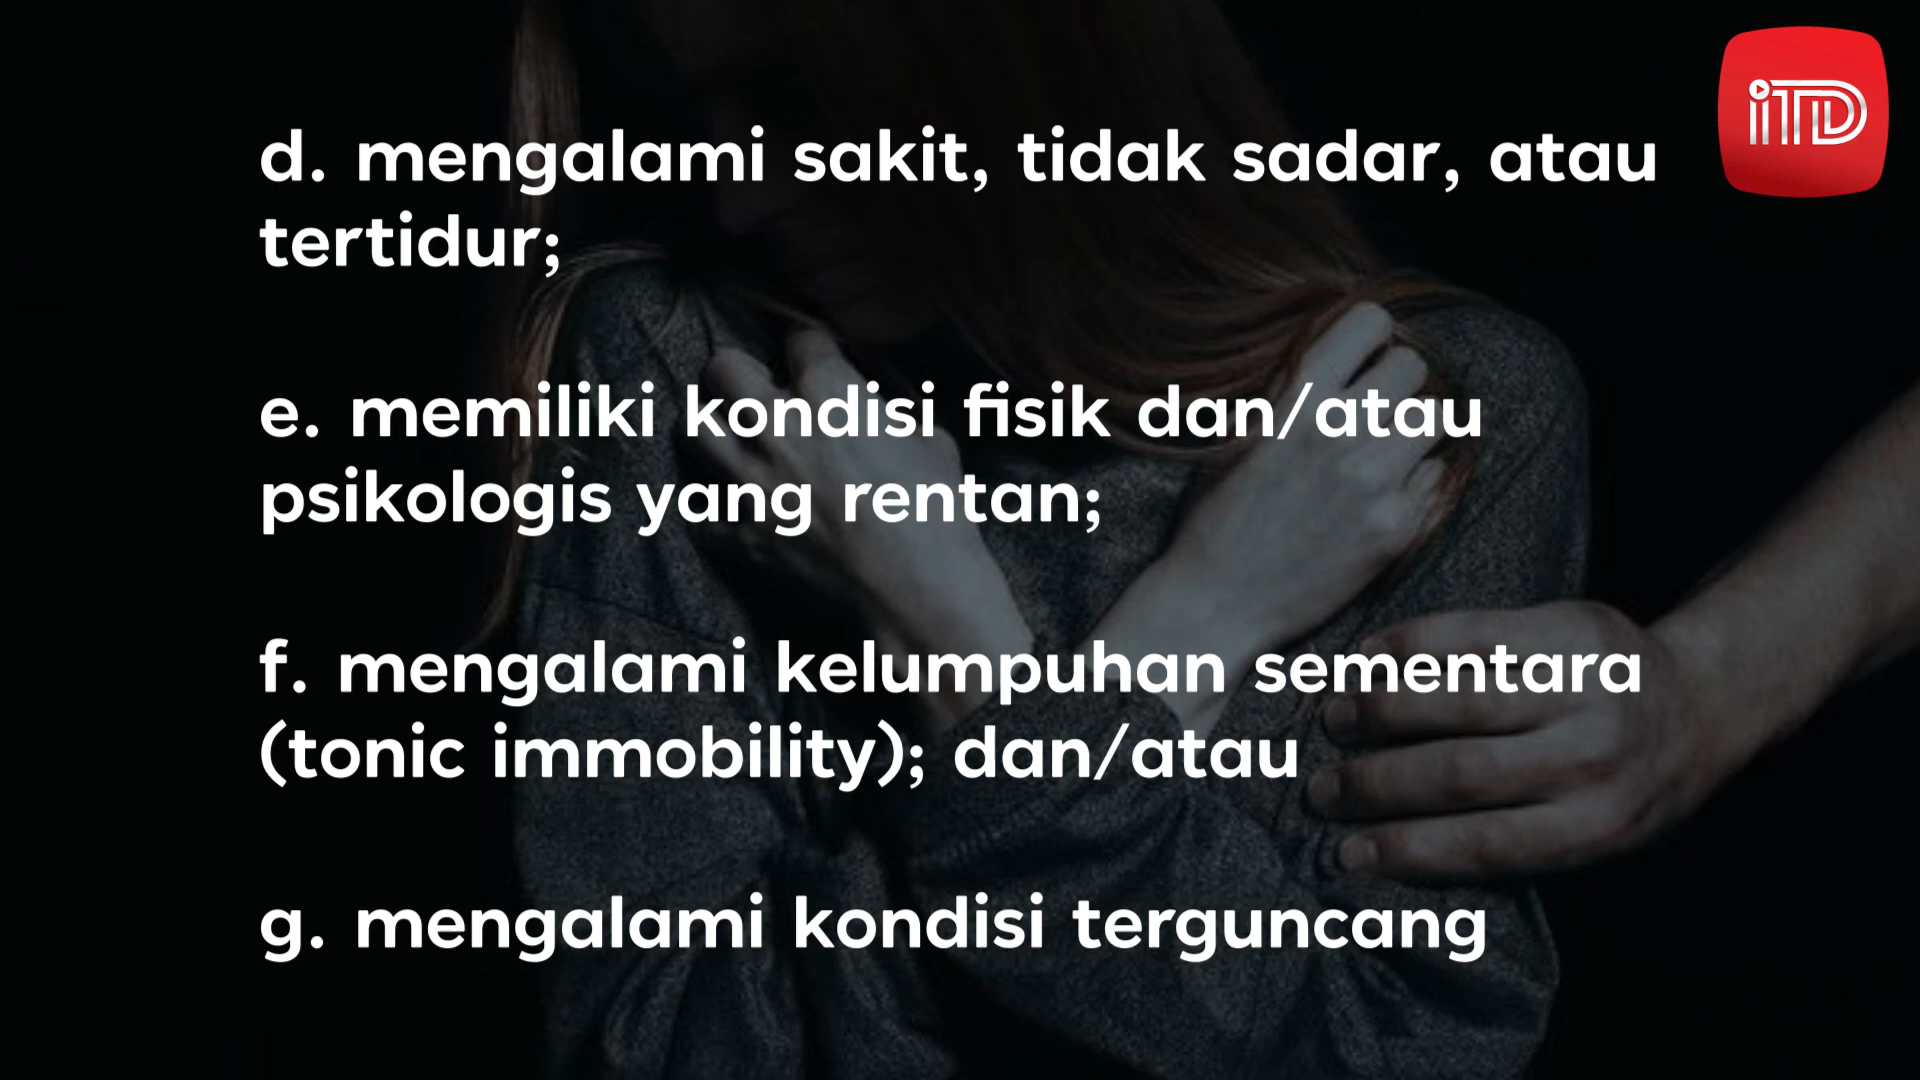 iTD
d. mengalami sakit, tidak sadar, atau
tertidur;
e. memiliki kondisi fisik dan/atau
psikologis yang rentan;
f. mengalami kelumpuhan sementara
(tonic immobility); dan/atau
g. mengalami kondisi terguncang